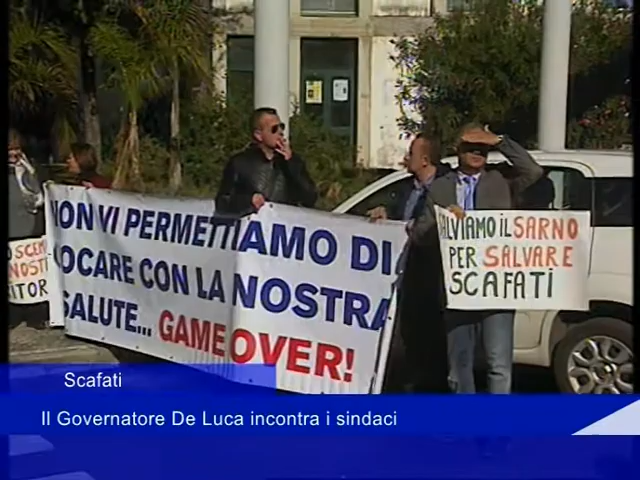 NON VI PERMETTIAMO DI
GIOCARE CON LA NOSTRA
SALUTE... GAME OVER!
SALVIAMO IL SARNO
PER SALVARE
SCAFATI
Scafati
Il Governatore De Luca incontra i sindaci